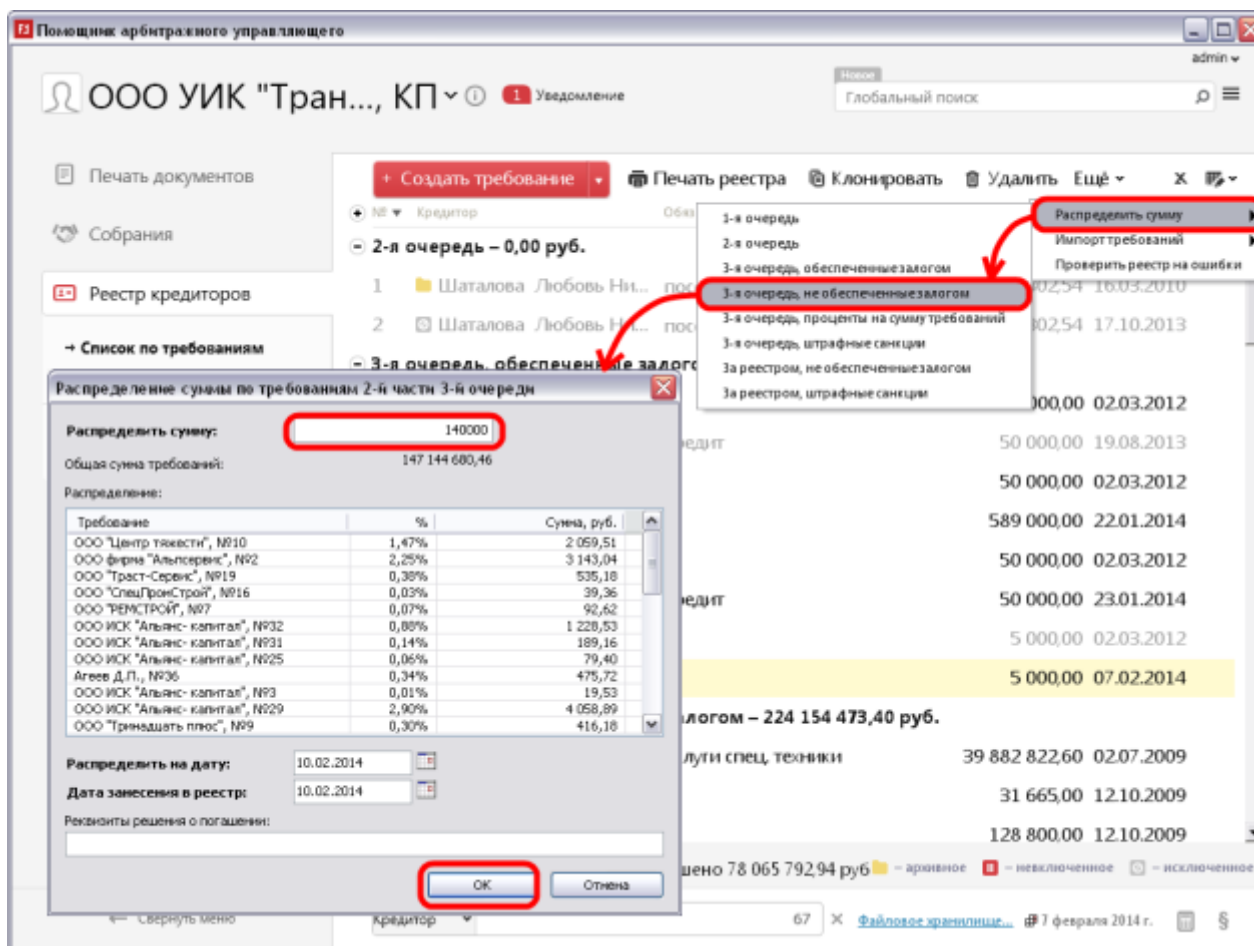 Помощник арбитражного управляющего
admin
ООО УИК "Тран..., КП
1 Уведомление
Новое
Глобальный поиск
Печать документов
Собрания
Реестр кредиторов
→ Список по требованиям
+ Создать требование
Печать реестра
Клонировать
Удалить
Ещё
№ Кредитор
Обяз
2-я очередь – 0,00 руб.
1 Шаталова Любовь Ни... пос
302,54 16.03.2010
2 Шаталова Любовь Ни... пос
302,54 17.10.2013
3-я очередь, обеспеченные залого
Распределить сумму
Импорт требований
Проверить реестр на ошибки
1-я очередь
2-я очередь
3-я очередь, обеспеченные залогом
3-я очередь, не обеспеченные залогом
3-я очередь, проценты на сумму требований
3-я очередь, штрафные санкции
За реестром, не обеспеченные залогом
За реестром, штрафные санкции
000,00 02.03.2012
редит 50 000,00 19.08.2013
50 000,00 02.03.2012
589 000,00 22.01.2014
50 000,00 02.03.2012
редит 50 000,00 23.01.2014
5 000,00 02.03.2012
5 000,00 07.02.2014
алогом – 224 154 473,40 руб.
луги спец. техники 39 882 822,60 02.07.2009
31 665,00 12.10.2009
128 800,00 12.10.2009
шено 78 065 792,94 руб – архивное – невключенное – исключенное
Распределение суммы по требованиям 2-й части 3-й очереди
Распределить сумму: 140000
Общая сумма требований: 147 144 680,46
Распределение:
Требование % Сумма, руб.
ООО "Центр тяжести", №10 1,47% 2 059,51
ООО фирма "Альпсервис", №2 2,25% 3 143,04
ООО "Траст-Сервис", №19 0,38% 535,18
ООО "СпецПромСтрой", №16 0,03% 39,36
ООО "РЕМСТРОЙ", №7 0,07% 92,62
ООО ИСК "Альянс- капитал", №32 0,88% 1 228,53
ООО ИСК "Альянс- капитал", №31 0,14% 189,16
ООО ИСК "Альянс- капитал", №25 0,06% 79,40
Агеев Д.П., №36 0,34% 475,72
ООО ИСК "Альянс- капитал", №3 0,01% 19,53
ООО ИСК "Альянс- капитал", №29 2,90% 4 058,89
ООО "Тринадцать плюс", №9 0,30% 416,18
Распределить на дату: 10.02.2014
Дата занесения в реестр: 10.02.2014
Реквизиты решения о погашении:
ОК
Отмена
← Свернуть меню
Кредитор
67
Файловое хранилище...
7 февраля 2014 г.
§